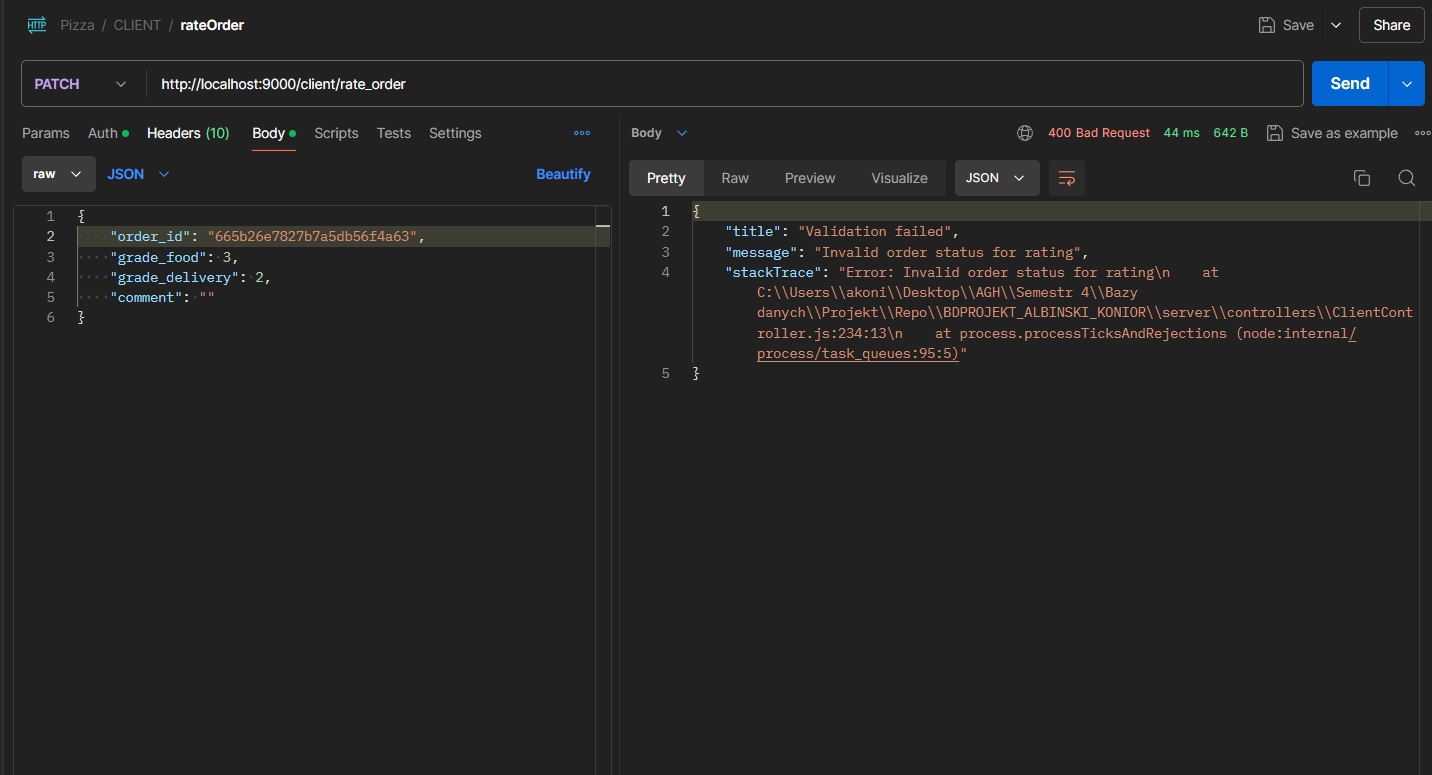 HTTP Pizza / CLIENT / rateOrder Save Share
PATCH http://localhost:9000/client/rate_order Send
Params Auth Headers (10) Body Scripts Tests Settings
raw JSON Beautify
1 {
2 "order_id": "665b26e7827b7a5db56f4a63",
3 "grade_food": 3,
4 "grade_delivery": 2,
5 "comment": ""
6 }
Body 400 Bad Request 44 ms 642 B Save as example
Pretty Raw Preview Visualize JSON
1 {
2 "title": "Validation failed",
3 "message": "Invalid order status for rating",
4 "stackTrace": "Error: Invalid order status for rating\n    at
C:\\Users\\akoni\\Desktop\\AGH\\Semestr 4\\Bazy
danych\\Projekt\\Repo\\BDPROJEKT_ALBINSKI_KONIOR\\server\\controllers\\ClientCont
roller.js:234:13\n    at process.processTicksAndRejections (node:internal/
process/task_queues:95:5)"
5 }